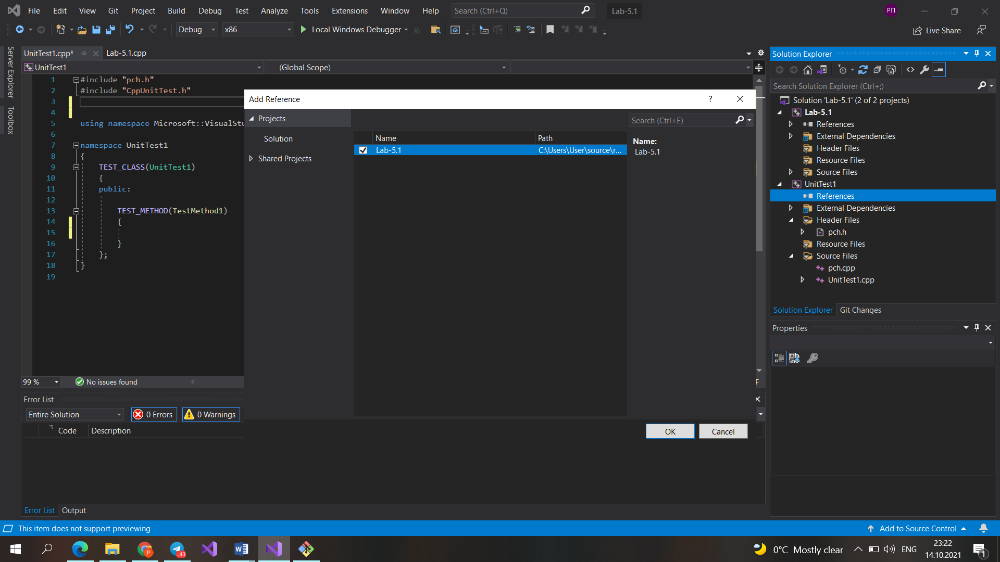 File Edit View Git Project Build Debug Test Analyze Tools Extensions Window Help Search (Ctrl+Q) Lab-5.1 РП
Debug x86 Local Windows Debugger Live Share
Server Explorer
Toolbox
UnitTest1.cpp* Lab-5.1.cpp
UnitTest1 (Global Scope)
1 #include "pch.h"
2 #include "CppUnitTest.h"
3
4
5 using namespace Microsoft::VisualStu
6
7 namespace UnitTest1
8 {
9 TEST_CLASS(UnitTest1)
10 {
11 public:
12
13 TEST_METHOD(TestMethod1)
14 {
15
16 }
17 };
18 }
19
99 % No issues found
Add Reference ?
Projects
Solution
Shared Projects
Search (Ctrl+E)
Name Path
Lab-5.1 C:\Users\User\source\r...
Name:
Lab-5.1
OK Cancel
Error List
Entire Solution 0 Errors 0 Warnings
Code Description
Error List Output
Solution Explorer
Search Solution Explorer (Ctrl+;)
Solution 'Lab-5.1' (2 of 2 projects)
Lab-5.1
References
External Dependencies
Header Files
Resource Files
Source Files
UnitTest1
References
External Dependencies
Header Files
pch.h
Resource Files
Source Files
pch.cpp
UnitTest1.cpp
Solution Explorer Git Changes
Properties
This item does not support previewing Add to Source Control
43
0°C Mostly clear ENG 23:22
14.10.2021
1